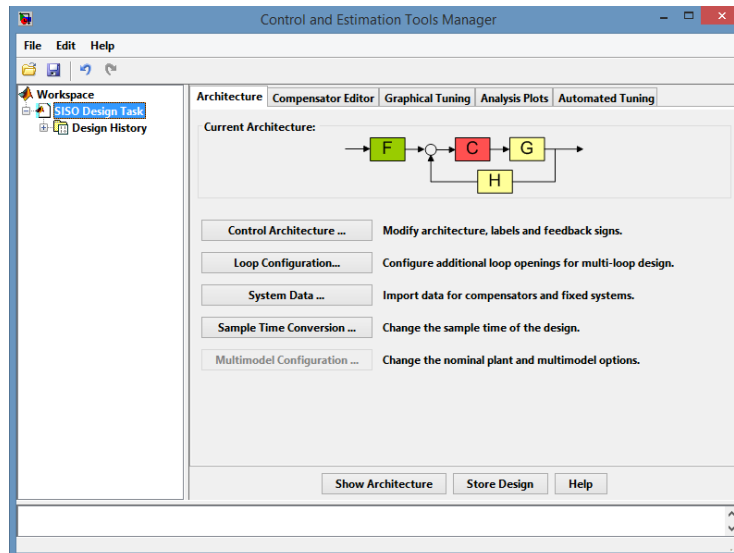 Control and Estimation Tools Manager
File Edit Help
Workspace
SISO Design Task
Design History
Architecture Compensator Editor Graphical Tuning Analysis Plots Automated Tuning
Current Architecture:
F C G
H
Control Architecture ... Modify architecture, labels and feedback signs.
Loop Configuration... Configure additional loop openings for multi-loop design.
System Data ... Import data for compensators and fixed systems.
Sample Time Conversion ... Change the sample time of the design.
Multimodel Configuration ... Change the nominal plant and multimodel options.
Show Architecture Store Design Help